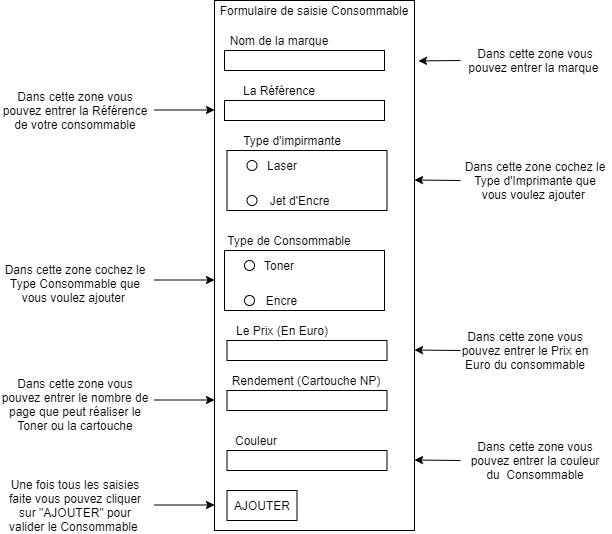 Formulaire de saisie Consommable
Nom de la marque
Dans cette zone vous
pouvez entrer la marque
La Référence
Dans cette zone vous
pouvez entrer la Référence
de votre consommable
Type d'impirmante
Laser
Jet d'Encre
Dans cette zone cochez le
Type d'Imprimante que
vous voulez ajouter
Type de Consommable
Toner
Encre
Dans cette zone cochez le
Type Consommable que
vous voulez ajouter
Le Prix (En Euro)
Dans cette zone vous
pouvez entrer le Prix en
Euro du consommable
Rendement (Cartouche NP)
Dans cette zone vous
pouvez entrer le nombre de
page que peut réaliser le
Toner ou la cartouche
Couleur
Dans cette zone vous
pouvez entrer la couleur
du Consommable
Une fois tous les saisies
faite vous pouvez cliquer
sur "AJOUTER" pour
valider le Consommable
AJOUTER